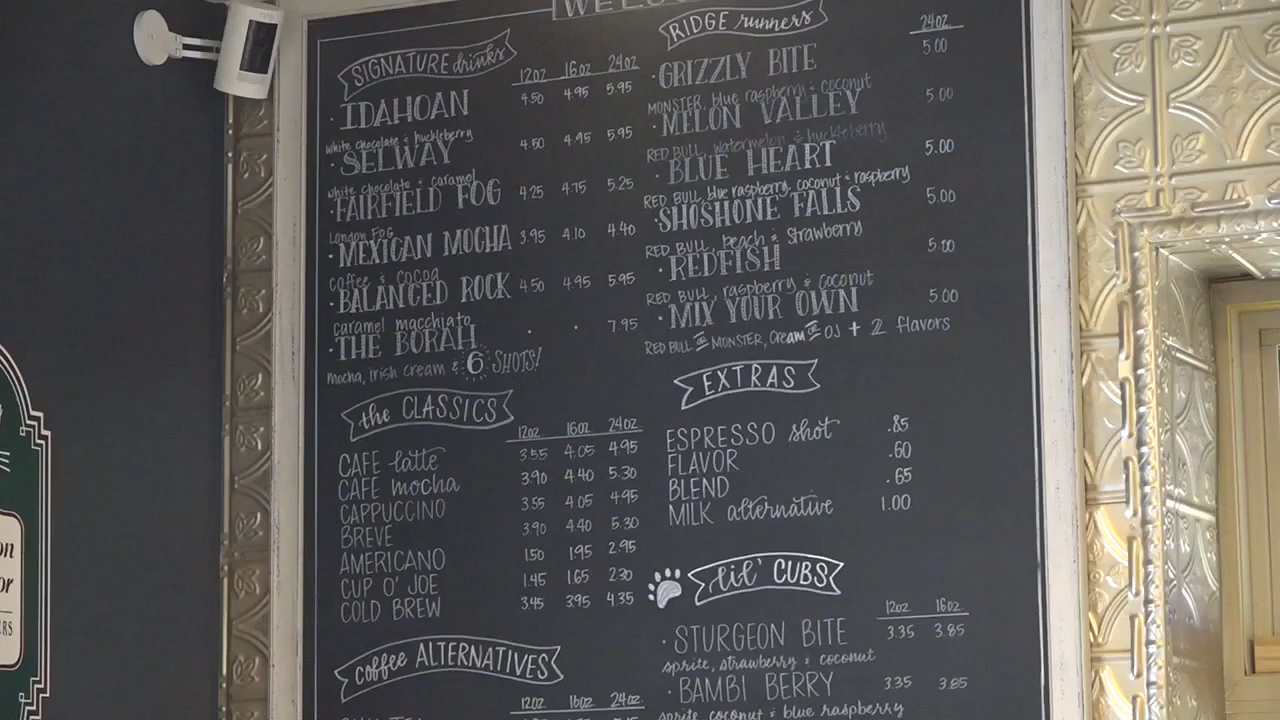 WELCO
SIGNATURE drinks
12oz 16oz 24oz
· IDAHOAN 4.50 4.95 5.95
white chocolate & huckleberry
· SELWAY 4.50 4.95 5.95
white chocolate & caramel
· FAIRFIELD FOG 4.25 4.75 5.25
London FOG
· MEXICAN MOCHA 3.95 4.10 4.40
coffee & cocoa
· BALANCED ROCK 4.50 4.95 5.95
caramel macchiato
· THE BORAH · · 7.95
mocha, irish cream & 6 SHOTS!
the CLASSICS
12oz 16oz 24oz
CAFE latte 3.55 4.05 4.95
CAFE mocha 3.90 4.40 5.30
CAPPUCCINO 3.55 4.05 4.95
BREVE 3.90 4.40 5.30
AMERICANO 1.50 1.95 2.95
CUP O' JOE 1.45 1.65 2.30
COLD BREW 3.45 3.95 4.35
coffee ALTERNATIVES
12oz 16oz 24oz
RIDGE runners
24oz
· GRIZZLY BITE 5.00
MONSTER, blue raspberry & coconut
· MELON VALLEY 5.00
RED BULL, watermelon & huckleberry
· BLUE HEART 5.00
RED BULL, blue raspberry, coconut & raspberry
· SHOSHONE FALLS 5.00
RED BULL, peach & strawberry
· REDFISH 5.00
RED BULL, raspberry & coconut
· MIX YOUR OWN 5.00
RED BULL OR MONSTER, cream OR OJ + 2 flavors
EXTRAS
ESPRESSO shot .85
FLAVOR .60
BLEND .65
MILK alternative 1.00
lil' CUBS
12oz 16oz
· STURGEON BITE 3.35 3.85
sprite, strawberry & coconut
· BAMBI BERRY 3.35 3.85
sprite, coconut & blue raspberry
on
or
RS